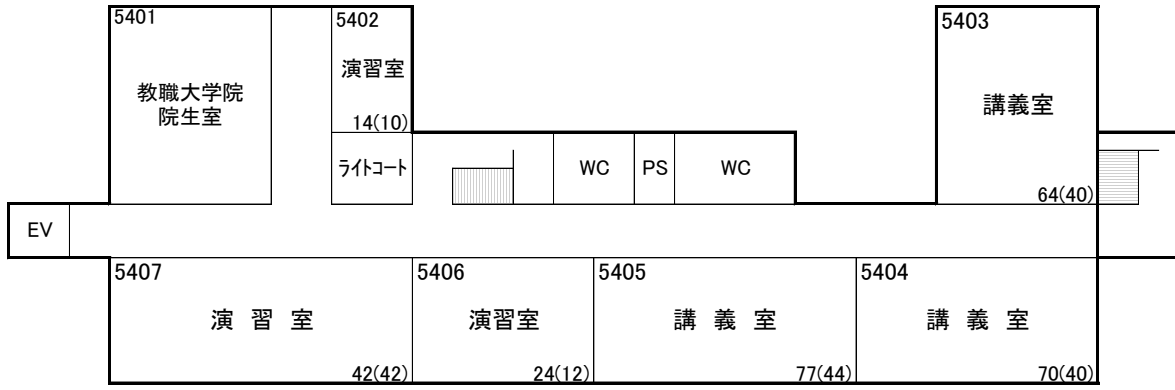 5401
教職大学院
院生室
5402
演習室
14(10)
ライトコート
WC
PS
WC
5403
講義室
64(40)
EV
5407
演習室
42(42)
5406
演習室
24(12)
5405
講義室
77(44)
5404
講義室
70(40)